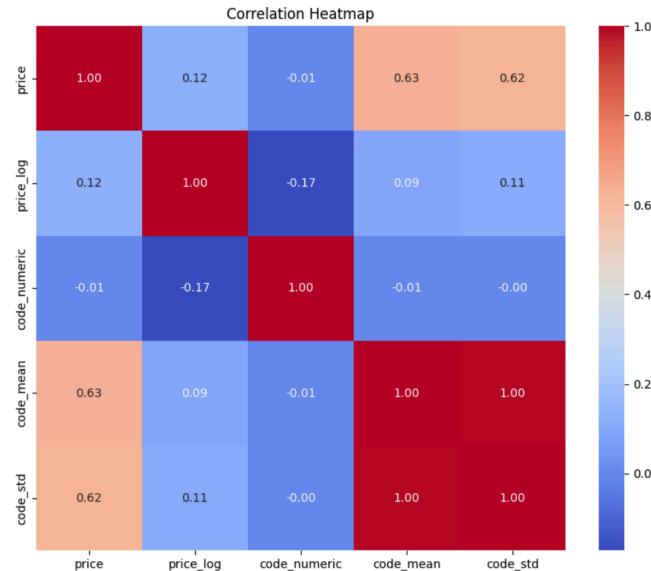 Correlation Heatmap
price 1.00 0.12 -0.01 0.63 0.62
price_log 0.12 1.00 -0.17 0.09 0.11
code_numeric -0.01 -0.17 1.00 -0.01 -0.00
code_mean 0.63 0.09 -0.01 1.00 1.00
code_std 0.62 0.11 -0.00 1.00 1.00
price price_log code_numeric code_mean code_std
1.0
0.8
0.6
0.4
0.2
0.0